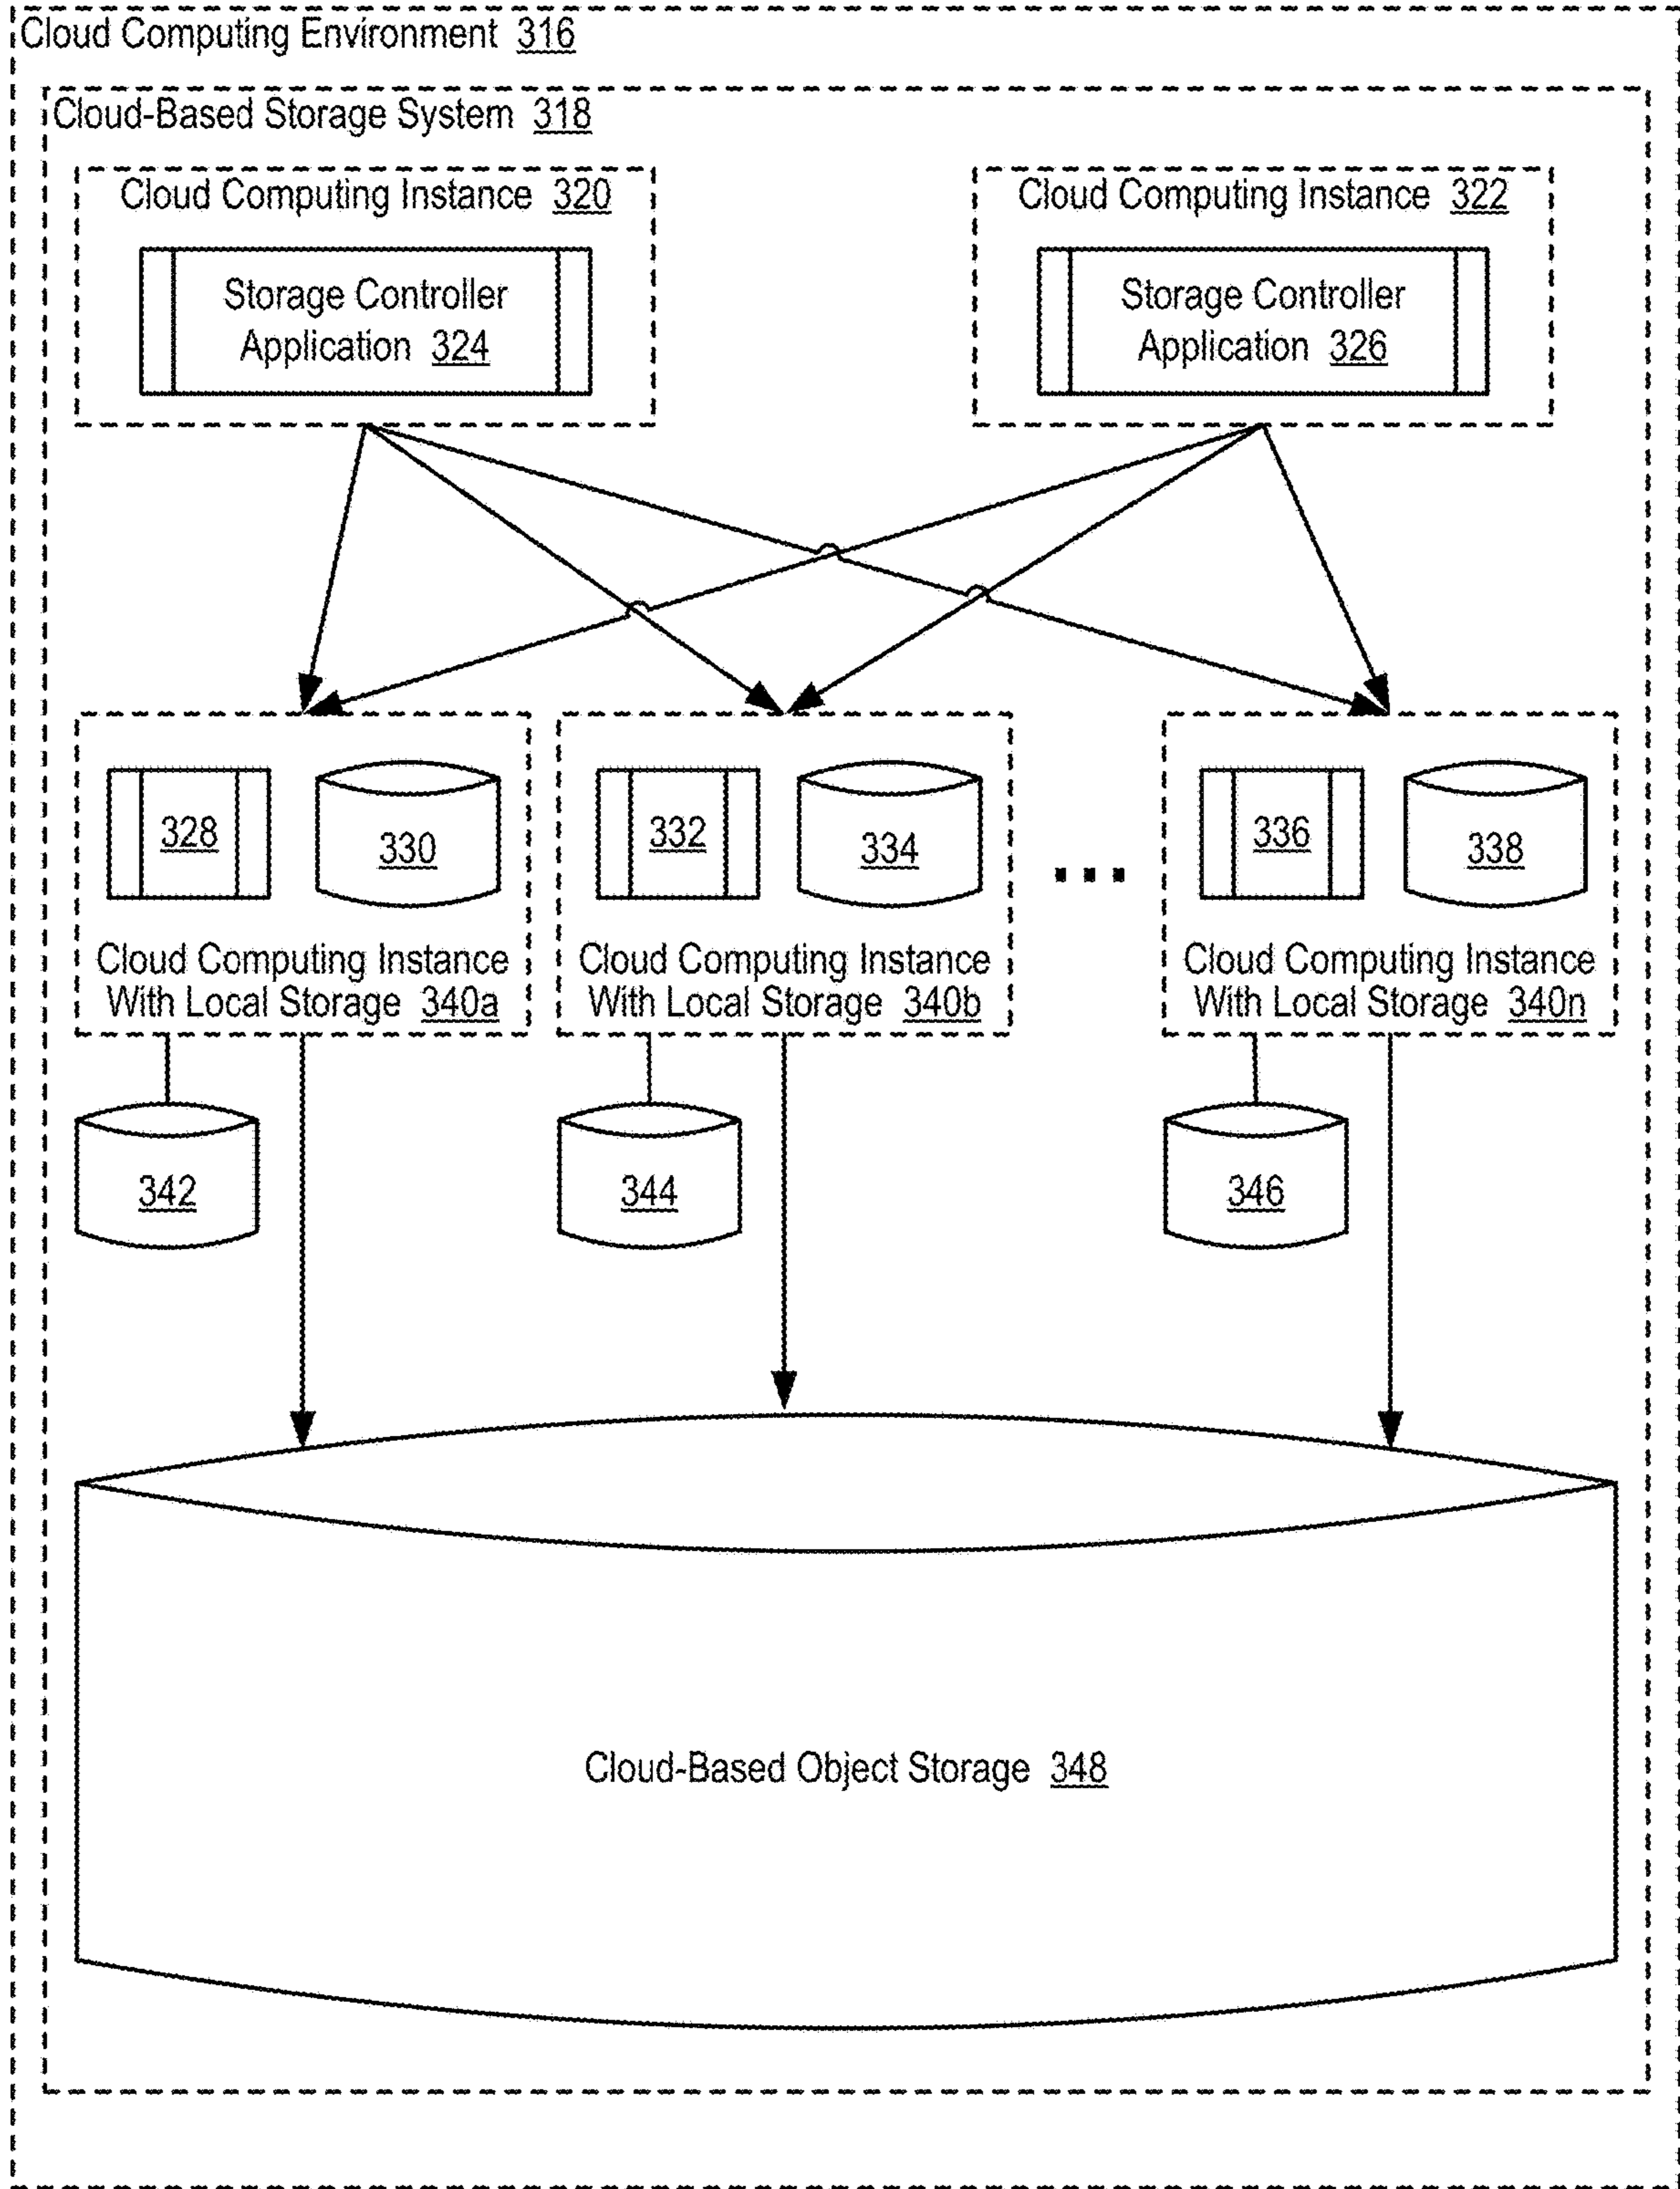 Cloud Computing Environment 316
Cloud-Based Storage System 318
Cloud Computing Instance 320
Storage Controller
Application 324
Cloud Computing Instance 322
Storage Controller
Application 326
328
330
Cloud Computing Instance
With Local Storage 340a
332
334
Cloud Computing Instance
With Local Storage 340b
...
336
338
Cloud Computing Instance
With Local Storage 340n
342
344
346
Cloud-Based Object Storage 348